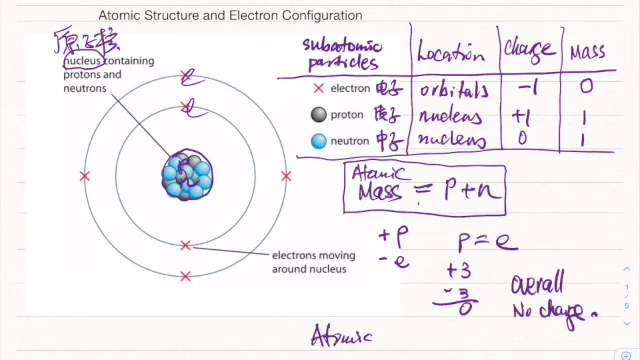 Atomic Structure and Electron Configuration
原子核
nucleus containing
protons and
neutrons
e
e
electrons moving
around nucleus
subatomic particles Location Charge Mass
electron 电子 orbitals -1 0
proton 质子 nucleus +1 1
neutron 中子 nucleus 0 1
Atomic
Mass = P+n
+P
-e
P=e
+3
-3
0
overall
No charge.
Atomic
1
5